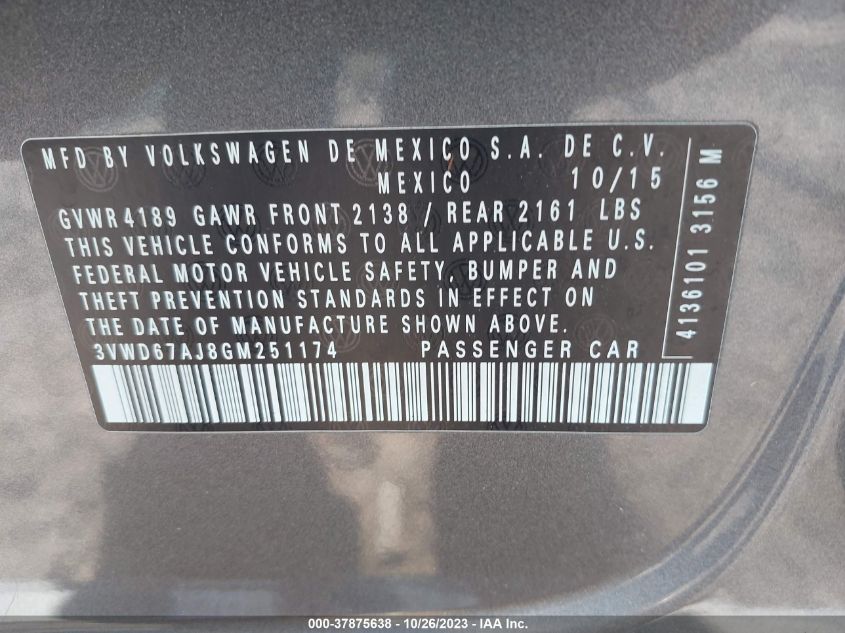 MFD BY VOLKSWAGEN DE MEXICO S.A. DE C.V.
MEXICO 10/15
GVWR 4189 GAWR FRONT 2138 / REAR 2161 LBS
THIS VEHICLE CONFORMS TO ALL APPLICABLE U.S.
FEDERAL MOTOR VEHICLE SAFETY, BUMPER AND
THEFT PREVENTION STANDARDS IN EFFECT ON
THE DATE OF MANUFACTURE SHOWN ABOVE.
3VWD67AJ8GM251174 PASSENGER CAR
4136101 3156 M
000-37875638 - 10/26/2023 - IAA Inc.